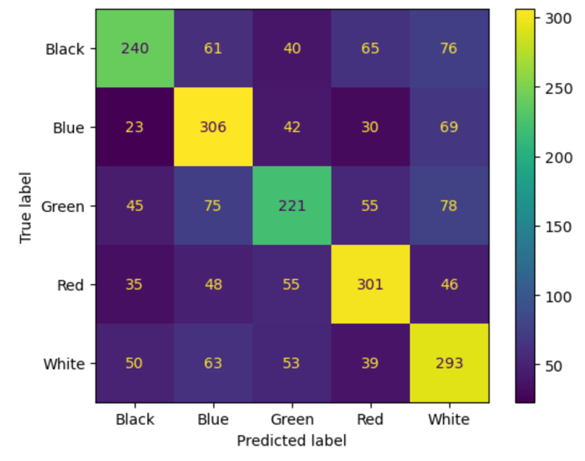 300
Black 240 61 40 65 76
250
Blue 23 306 42 30 69
200
Green 45 75 221 55 78
True label
150
Red 35 48 55 301 46
100
White 50 63 53 39 293
50
Black Blue Green Red White
Predicted label